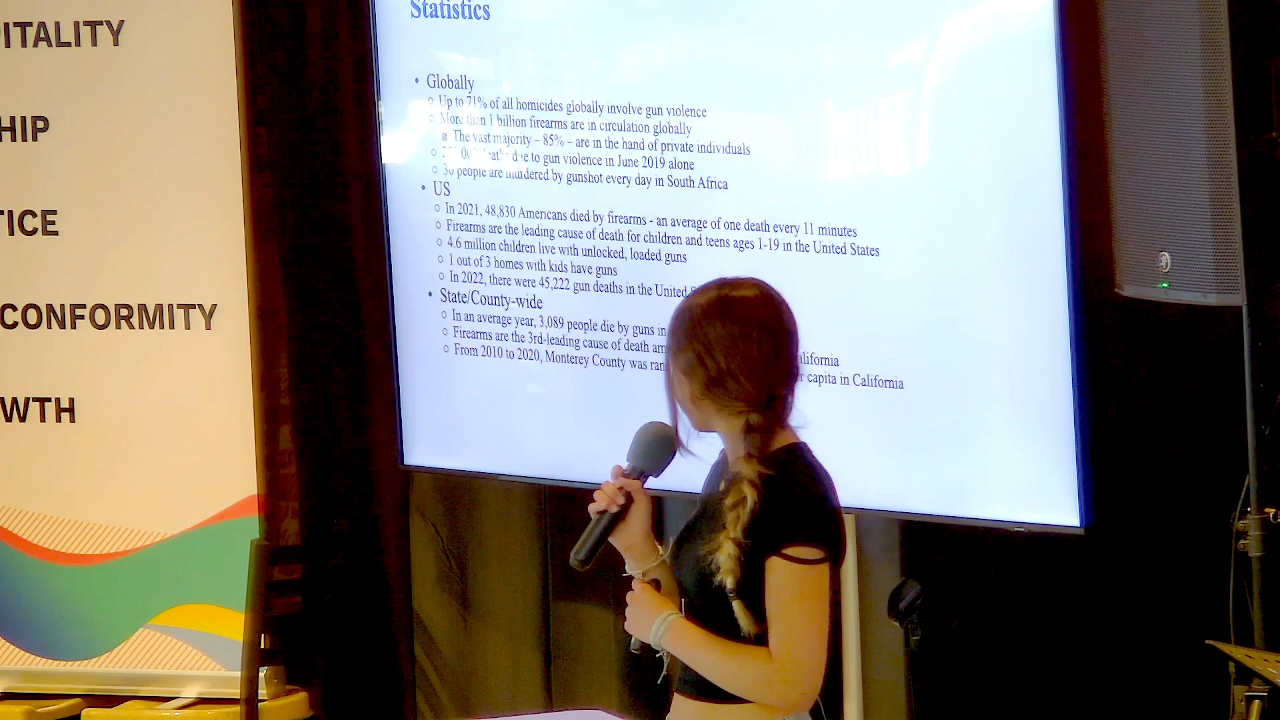 ITALITY
HIP
TICE
CONFORMITY
WTH
Statistics
• Globally
○ Up to 71% of all homicides globally involve gun violence
○ More than 1 billion firearms are in circulation globally
■ The vast majority – 85% – are in the hand of private individuals
○ to gun violence in June 2019 alone
○ 30 people are murdered by gunshot every day in South Africa
• US
○ In 2021, Americans died by firearms - an average of one death every 11 minutes
○ Firearms are the leading cause of death for children and teens ages 1-19 in the United States
○ 4.6 million children live with unlocked, loaded guns
○ 1 out of 3 homes with kids have guns
○ In 2022, there were gun deaths in the United
• State/County-wide
○ In an average year, 3,089 people die by guns in
○ Firearms are the 3rd-leading cause of death am alifornia
○ From 2010 to 2020, Monterey County was ran r capita in California